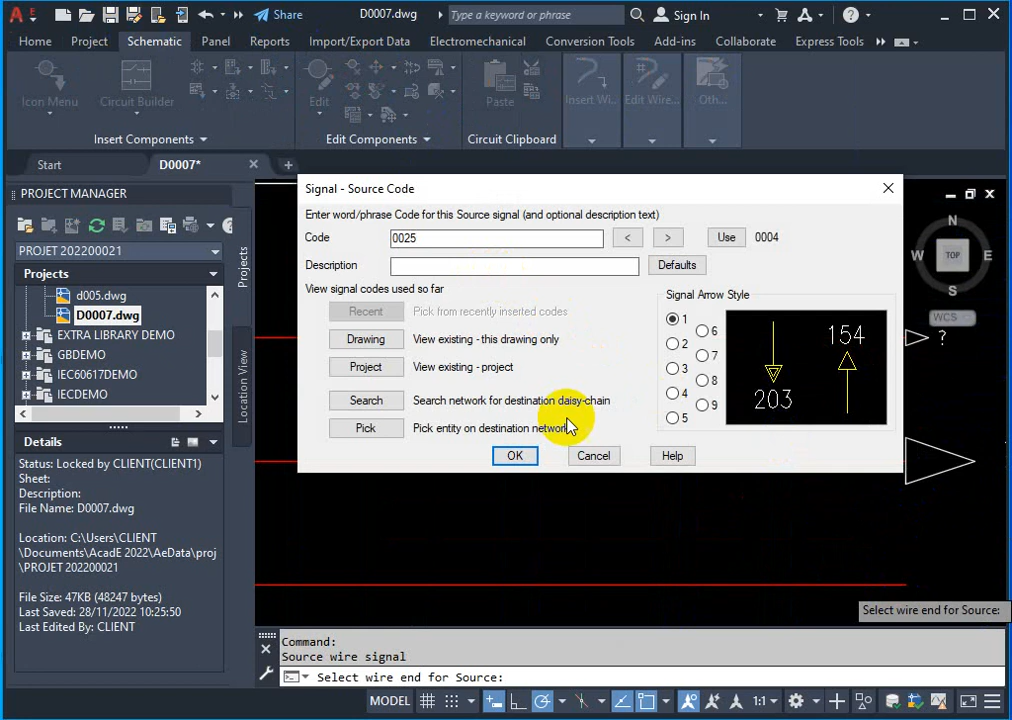 D0007.dwg
Share
Type a keyword or phrase
Sign In
Home
Project
Schematic
Panel
Reports
Import/Export Data
Electromechanical
Conversion Tools
Add-ins
Collaborate
Express Tools
Icon Menu
Circuit Builder
Edit
Paste
Insert Wi...
Edit Wire...
Oth...
Insert Components
Edit Components
Circuit Clipboard
Start
D0007*
PROJECT MANAGER
PROJET 202200021
Projects
d005.dwg
D0007.dwg
EXTRA LIBRARY DEMO
GBDEMO
IEC60617DEMO
IECDEMO
Projects
Location View
Details
Status: Locked by CLIENT(CLIENT1)
Sheet:
Description:
File Name: D0007.dwg
Location: C:\Users\CLIENT
\Documents\AcadE 2022\AeData\proj
\PROJET 202200021
File Size: 47KB (48247 bytes)
Last Saved: 28/11/2022 10:25:50
Last Edited By: CLIENT
Signal - Source Code
Enter word/phrase Code for this Source signal (and optional description text)
Code
0025
<
>
Use
0004
Description
Defaults
View signal codes used so far
Recent
Pick from recently inserted codes
Drawing
View existing - this drawing only
Project
View existing - project
Search
Search network for destination daisy-chain
Pick
Pick entity on destination network
Signal Arrow Style
1
2
3
4
5
6
7
8
9
154
203
OK
Cancel
Help
N
W
TOP
E
S
WCS
?
Select wire end for Source:
Command:
Source wire signal
Select wire end for Source:
MODEL
1:1